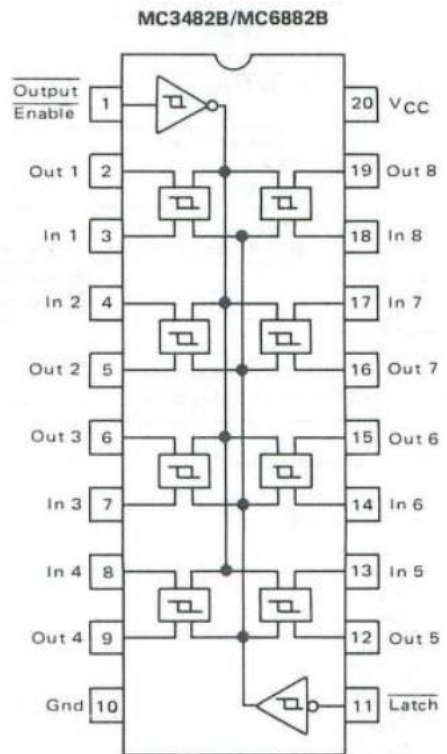 MC3482B/MC6882B
Output
Enable 1
20 VCC
Out 1 2
19 Out 8
In 1 3
18 In 8
In 2 4
17 In 7
Out 2 5
16 Out 7
Out 3 6
15 Out 6
In 3 7
14 In 6
In 4 8
13 In 5
Out 4 9
12 Out 5
Gnd 10
11 Latch